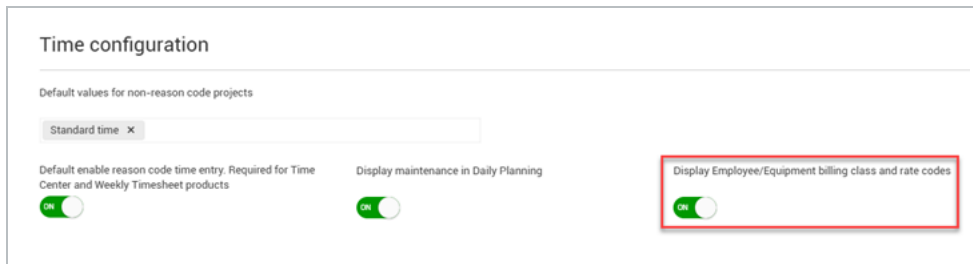 Time configuration
Default values for non-reason code projects
Standard time ×
Default enable reason code time entry. Required for Time
Center and Weekly Timesheet products
ON
Display maintenance in Daily Planning
ON
Display Employee/Equipment billing class and rate codes
ON